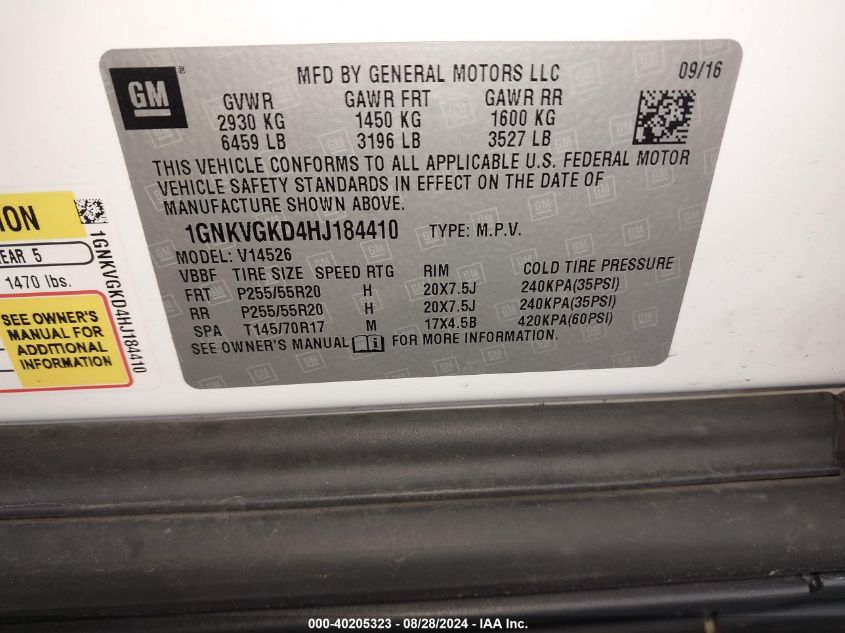 GM
®
MFD BY GENERAL MOTORS LLC
09/16
GVWR GAWR FRT GAWR RR
2930 KG 1450 KG 1600 KG
6459 LB 3196 LB 3527 LB
THIS VEHICLE CONFORMS TO ALL APPLICABLE U.S. FEDERAL MOTOR
VEHICLE SAFETY STANDARDS IN EFFECT ON THE DATE OF
MANUFACTURE SHOWN ABOVE.
1GNKVGKD4HJ184410 TYPE: M.P.V.
MODEL: V14526
VBBF TIRE SIZE SPEED RTG RIM COLD TIRE PRESSURE
FRT P255/55R20 H 20X7.5J 240KPA(35PSI)
RR P255/55R20 H 20X7.5J 240KPA(35PSI)
SPA T145/70R17 M 17X4.5B 420KPA(60PSI)
SEE OWNER'S MANUAL FOR MORE INFORMATION.
5
1470 lbs.
SEE OWNER'S
MANUAL FOR
ADDITIONAL
INFORMATION
1GNKVGKD4HJ184410
000-40205323 - 08/28/2024 - IAA Inc.